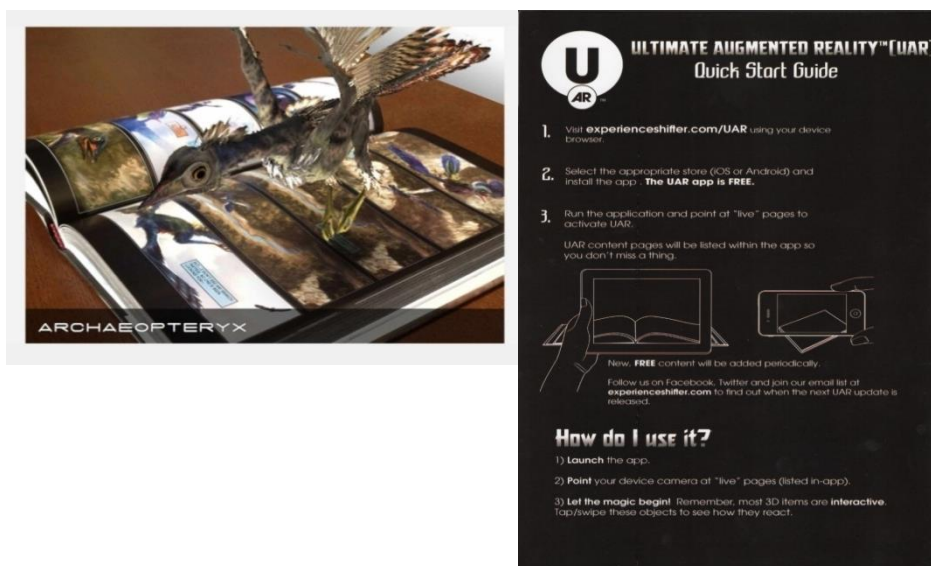 ARCHAEOPTERYX
U
AR
ULTIMATE AUGMENTED REALITY™(UAR)
Quick Start Guide
1. Visit experienceshifter.com/UAR using your device
browser.
2. Select the appropriate store (iOS or Android) and
install the app . The UAR app is FREE.
3. Run the application and point at "live" pages to
activate UAR.
UAR content pages will be listed within the app so
you don't miss a thing.
New, FREE content will be added periodically.
Follow us on Facebook, Twitter and join our email list at
experienceshifter.com to find out when the next UAR update is
released.
How do I use it?
1) Launch the app.
2) Point your device camera at "live" pages (listed in-app).
3) Let the magic begin! Remember, most 3D items are interactive.
Tap/swipe these objects to see how they react.